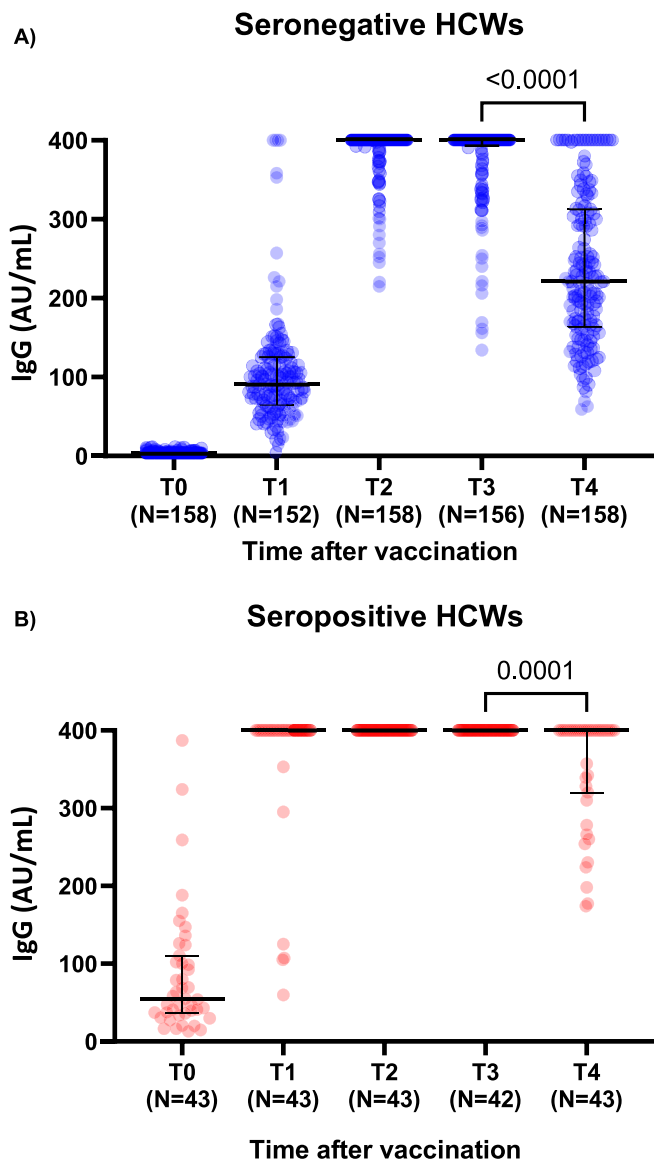 A)
Seronegative HCWs
<0.0001
400
300
200
100
0
IgG (AU/mL)
T0 T1 T2 T3 T4
(N=158) (N=152) (N=158) (N=156) (N=158)
Time after vaccination
B)
Seropositive HCWs
0.0001
400
300
200
100
0
IgG (AU/mL)
T0 T1 T2 T3 T4
(N=43) (N=43) (N=43) (N=42) (N=43)
Time after vaccination